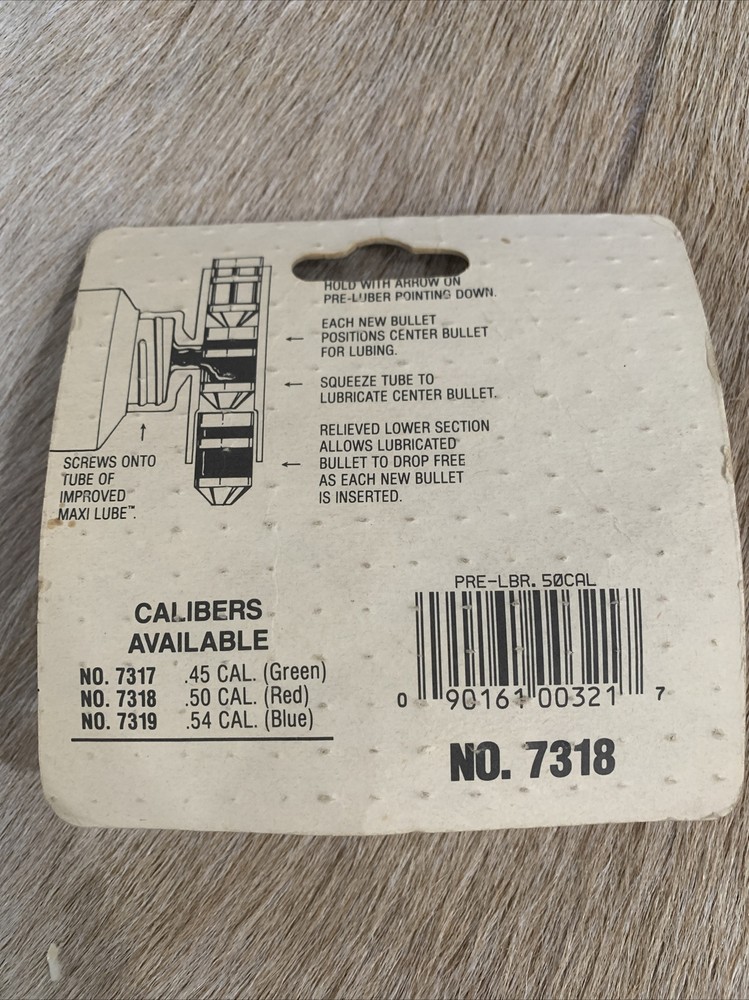 HOLD WITH ARROW ON
PRE-LUBER POINTING DOWN.
EACH NEW BULLET
POSITIONS CENTER BULLET
FOR LUBING.
SQUEEZE TUBE TO
LUBRICATE CENTER BULLET.
RELIEVED LOWER SECTION
ALLOWS LUBRICATED
BULLET TO DROP FREE
AS EACH NEW BULLET
IS INSERTED.
SCREWS ONTO
TUBE OF
IMPROVED
MAXI LUBE™.
CALIBERS
AVAILABLE
NO. 7317 .45 CAL. (Green)
NO. 7318 .50 CAL. (Red)
NO. 7319 .54 CAL. (Blue)
PRE-LBR. 50CAL
0 90161 00321 7
NO. 7318